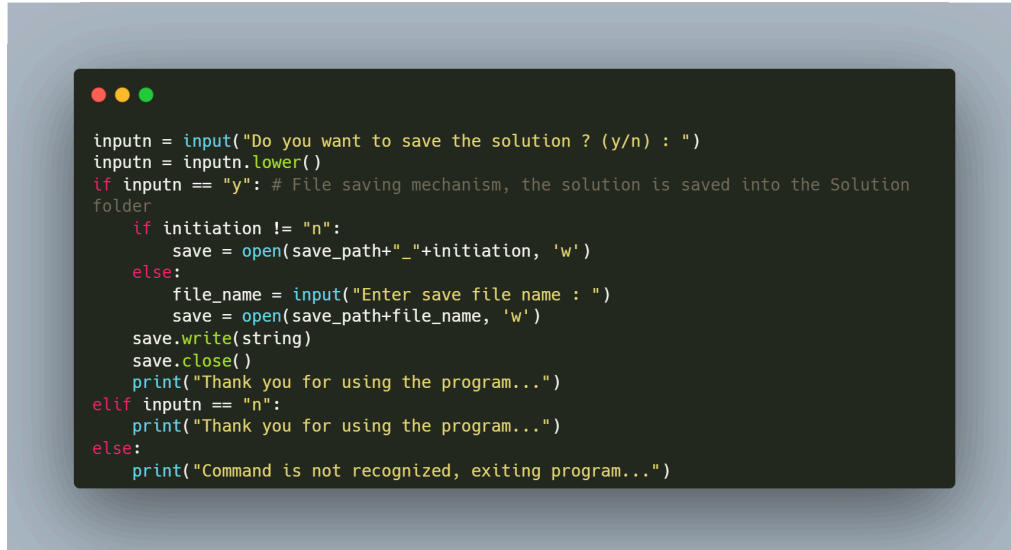 inputn = input("Do you want to save the solution ? (y/n) : ")
inputn = inputn.lower()
if inputn == "y": # File saving mechanism, the solution is saved into the Solution
folder
    if initiation != "n":
        save = open(save_path+"_"+initiation, 'w')
    else:
        file_name = input("Enter save file name : ")
        save = open(save_path+file_name, 'w')
    save.write(string)
    save.close()
    print("Thank you for using the program...")
elif inputn == "n":
    print("Thank you for using the program...")
else:
    print("Command is not recognized, exiting program...")